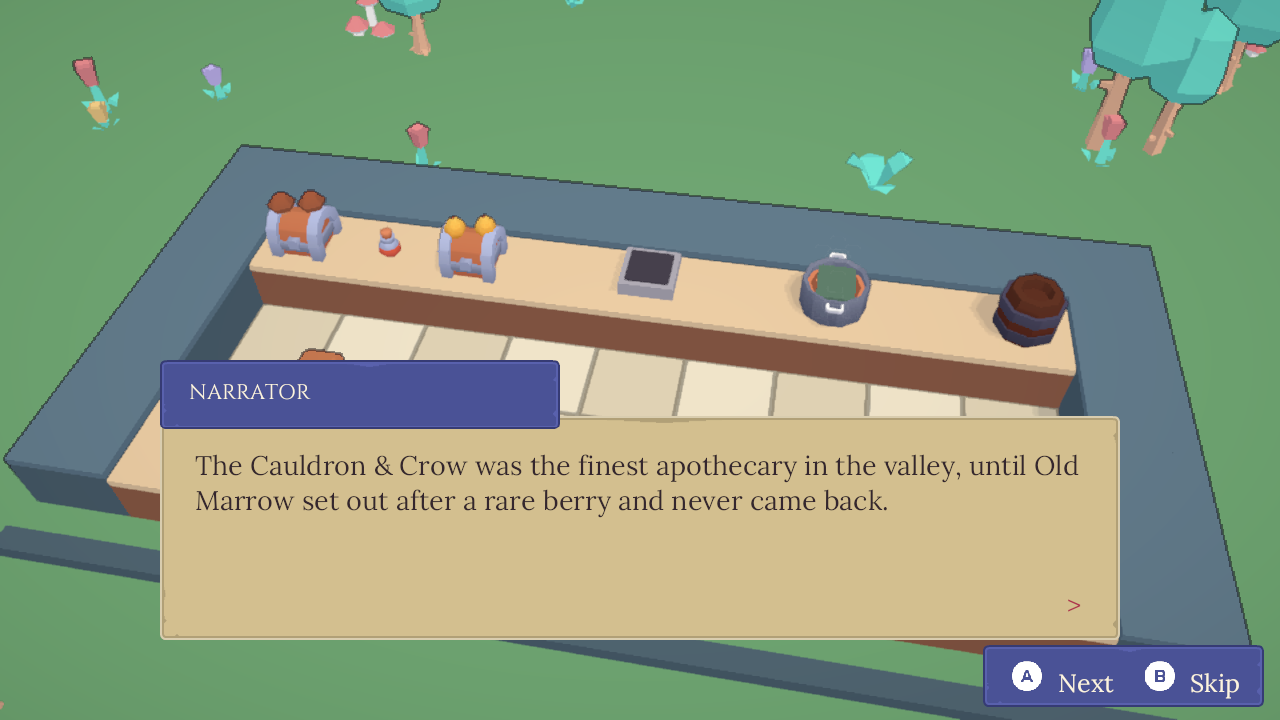 NARRATOR
The Cauldron & Crow was the finest apothecary in the valley, until Old
Marrow set out after a rare berry and never came back.
>
A Next B Skip